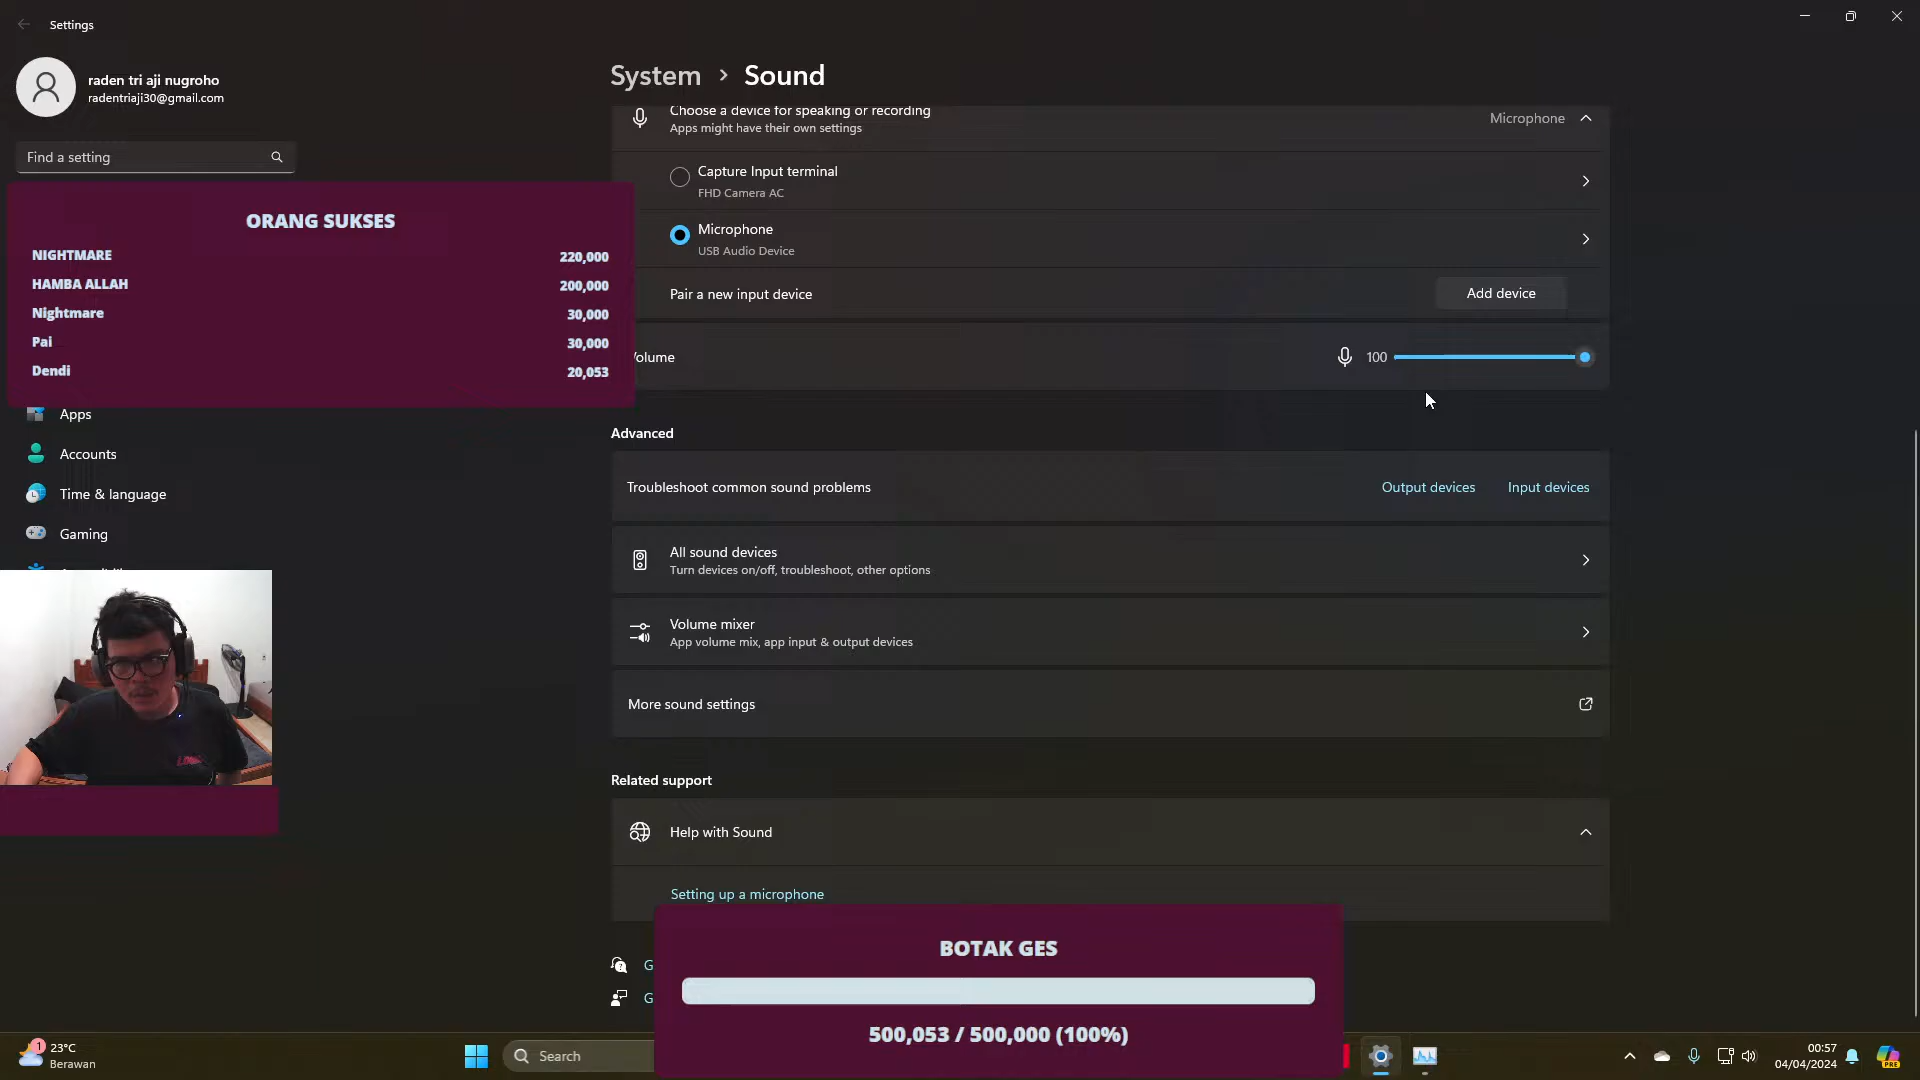 Settings
raden tri aji nugroho
radentriaji30@gmail.com
Find a setting
System > Sound
Choose a device for speaking or recording
Apps might have their own settings
Microphone
Capture Input terminal
FHD Camera AC
Microphone
USB Audio Device
Pair a new input device
Add device
Volume
100
ORANG SUKSES
NIGHTMARE 220,000
HAMBA ALLAH 200,000
Nightmare 30,000
Pai 30,000
Dendi 20,053
Apps
Accounts
Time & language
Gaming
Advanced
Troubleshoot common sound problems
Output devices
Input devices
All sound devices
Turn devices on/off, troubleshoot, other options
Volume mixer
App volume mix, app input & output devices
More sound settings
Related support
Help with Sound
Setting up a microphone
G
G
BOTAK GES
500,053 / 500,000 (100%)
1
23°C
Berawan
Search
00:57
04/04/2024
PRE